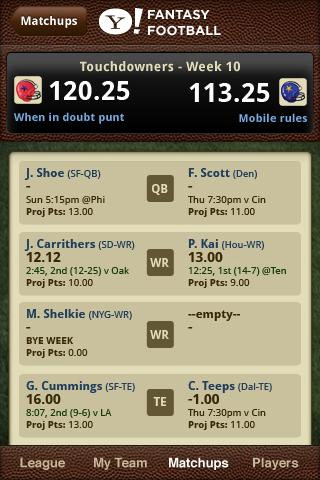 Matchups
Y! FANTASY
FOOTBALL
Touchdowners - Week 10
120.25 113.25
When in doubt punt Mobile rules
J. Shoe (SF-QB)
-
Sun 5:15pm @Phi
Proj Pts: 13.00
QB
F. Scott (Den)
-
Thu 7:30pm v Cin
Proj Pts: 11.00
J. Carrithers (SD-WR)
12.12
2:45, 2nd (12-25) v Oak
Proj Pts: 10.00
WR
P. Kai (Hou-WR)
13.00
12:25, 1st (14-7) @Ten
Proj Pts: 9.00
M. Shelkie (NYG-WR)
-
BYE WEEK
Proj Pts: 0.00
WR
--empty--
-
G. Cummings (SF-TE)
16.00
8:07, 2nd (9-6) v LA
Proj Pts: 13.00
TE
C. Teeps (Dal-TE)
-1.00
Thu 7:30pm v Cin
Proj Pts: 11.00
League My Team Matchups Players